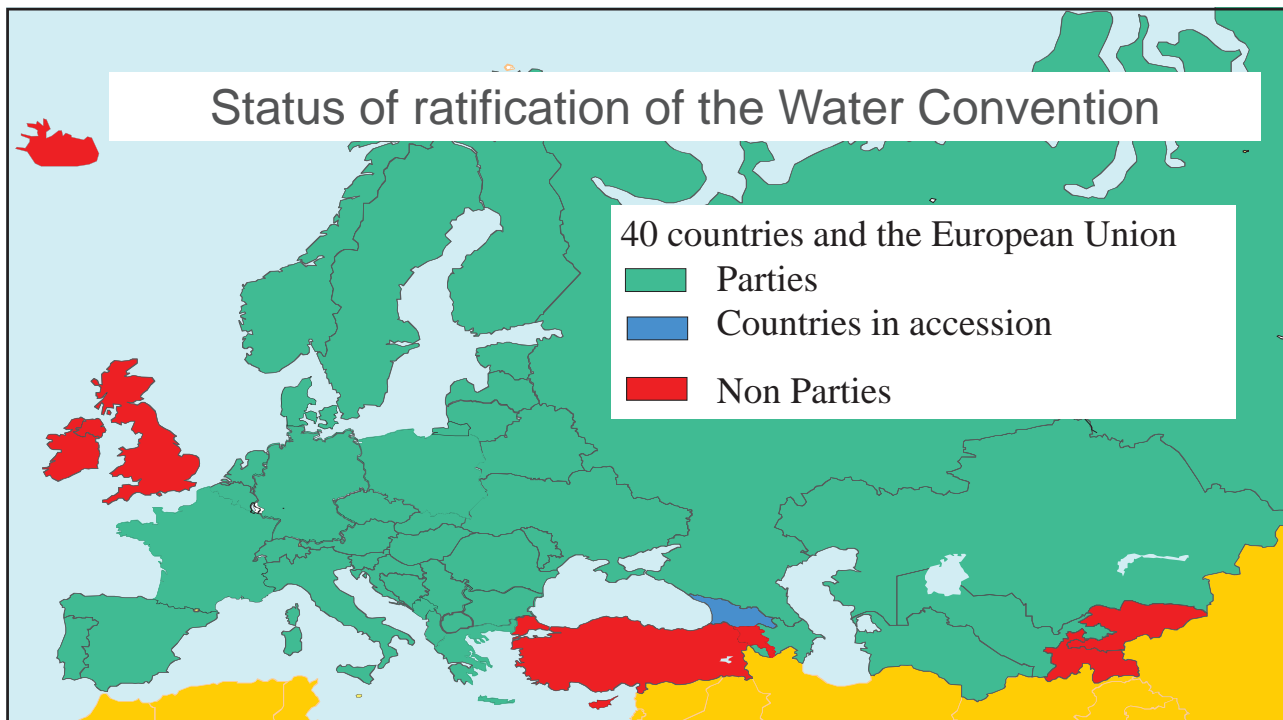 Status of ratification of the Water Convention
40 countries and the European Union
Parties
Countries in accession
Non Parties